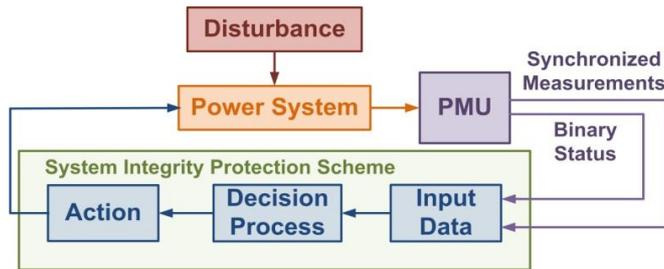 Disturbance
Synchronized
Measurements
Power System
PMU
Binary
Status
System Integrity Protection Scheme
Action
Decision
Process
Input
Data